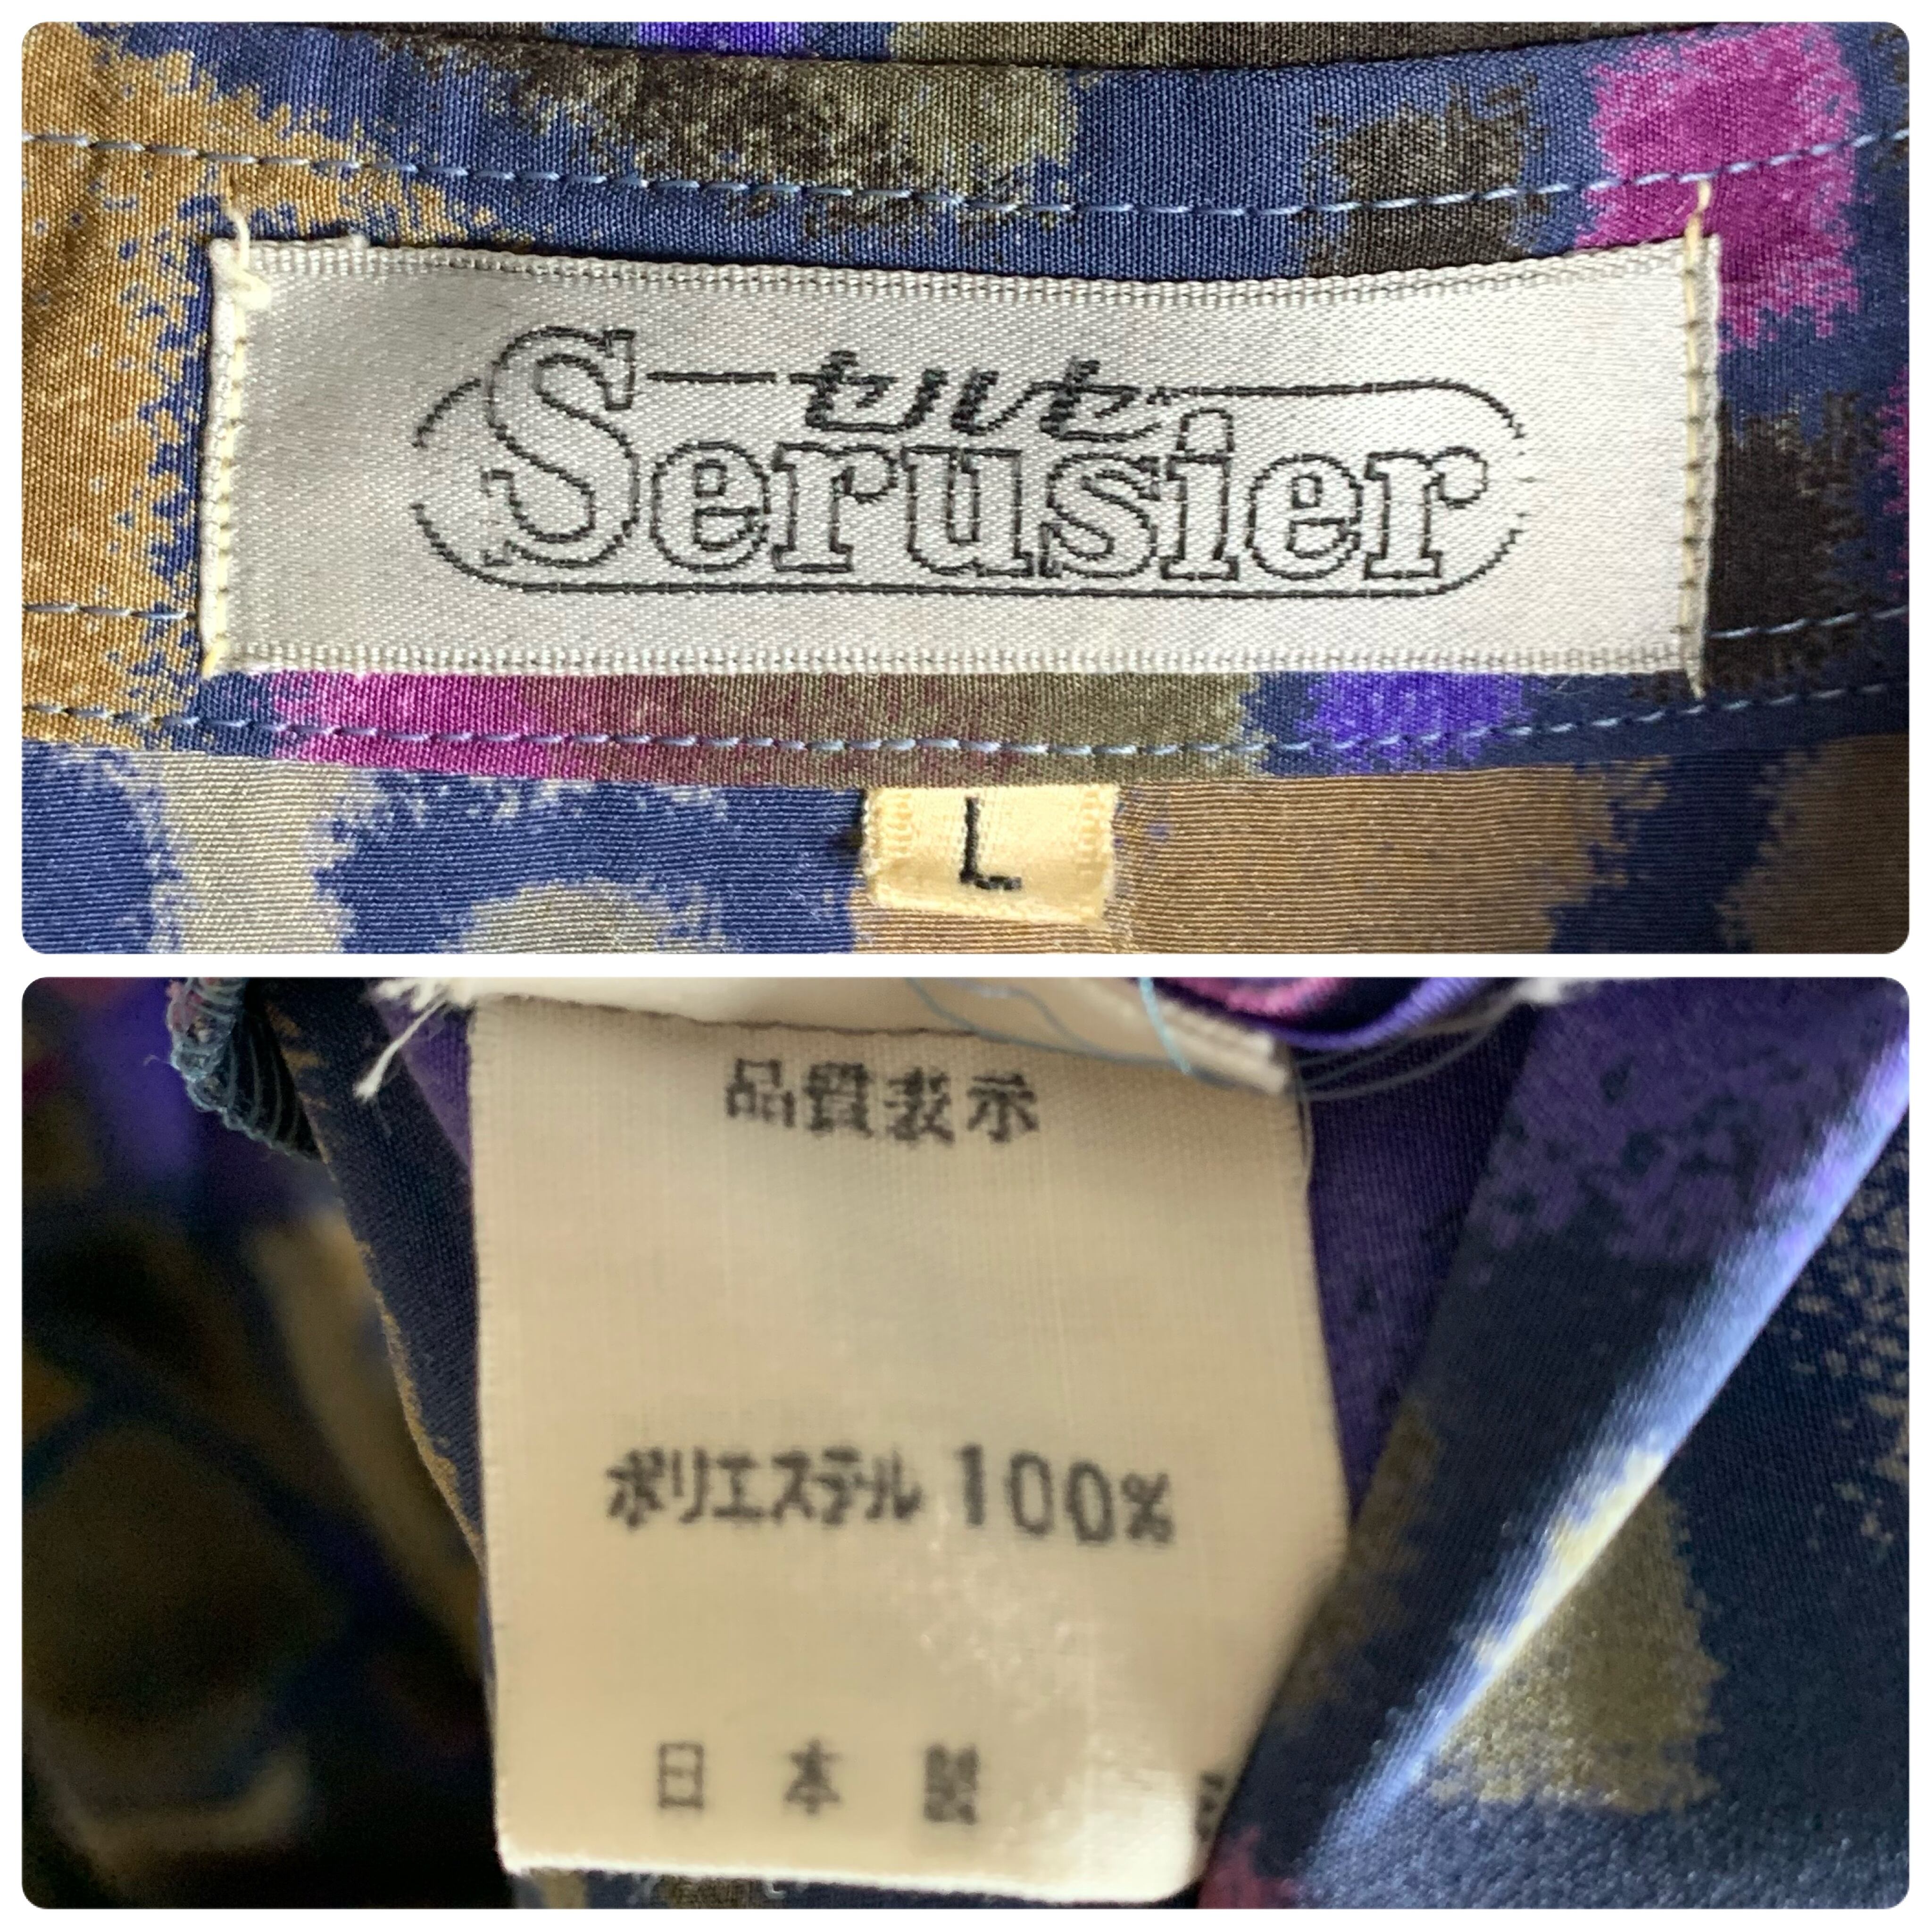 セルセ
Serusier
L
品質表示
ポリエステル 100%
日本製